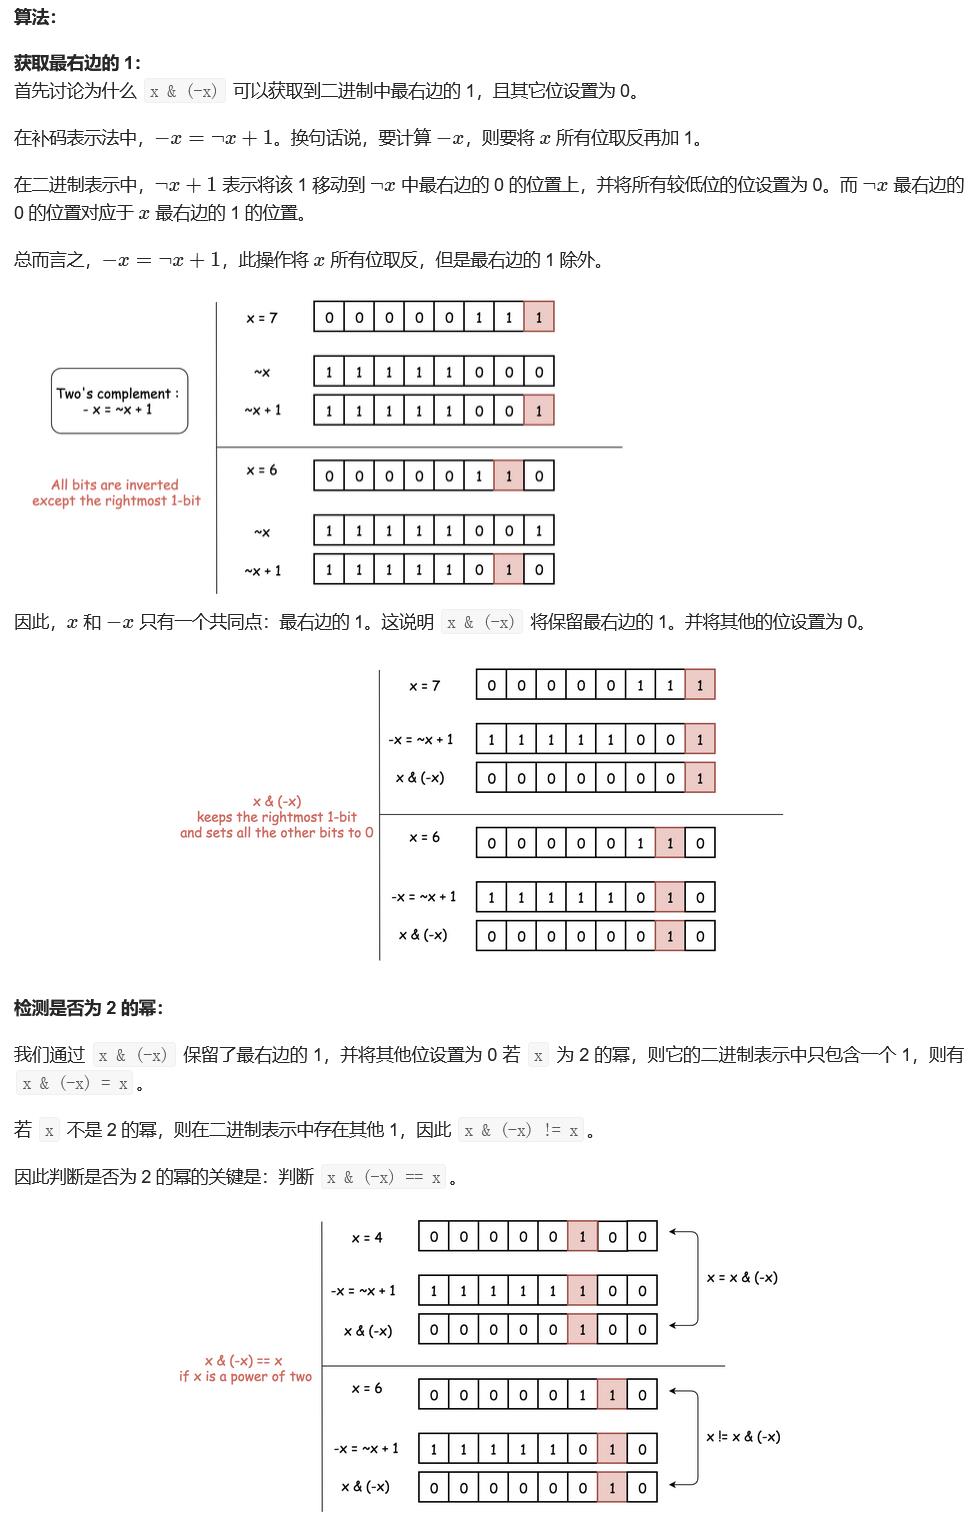 算法：
获取最右边的 1：
首先讨论为什么 x & (-x) 可以获取到二进制中最右边的 1，且其它位设置为 0。
在补码表示法中，−x = ¬x + 1。换句话说，要计算 −x，则要将 x 所有位取反再加 1。
在二进制表示中，¬x + 1 表示将该 1 移动到 ¬x 中最右边的 0 的位置上，并将所有较低位的位设置为 0。而 ¬x 最右边的
0 的位置对应于 x 最右边的 1 的位置。
总而言之，−x = ¬x + 1，此操作将 x 所有位取反，但是最右边的 1 除外。
x = 7 0 0 0 0 0 1 1 1
~x 1 1 1 1 1 0 0 0
Two's complement :
- x = ~x + 1
~x + 1 1 1 1 1 1 0 0 1
x = 6 0 0 0 0 0 1 1 0
All bits are inverted
except the rightmost 1-bit
~x 1 1 1 1 1 0 0 1
~x + 1 1 1 1 1 1 0 1 0
因此，x 和 −x 只有一个共同点：最右边的 1。这说明 x & (-x) 将保留最右边的 1。并将其他的位设置为 0。
x = 7 0 0 0 0 0 1 1 1
-x = ~x + 1 1 1 1 1 1 0 0 1
x & (-x) 0 0 0 0 0 0 0 1
x & (-x)
keeps the rightmost 1-bit
and sets all the other bits to 0
x = 6 0 0 0 0 0 1 1 0
-x = ~x + 1 1 1 1 1 1 0 1 0
x & (-x) 0 0 0 0 0 0 1 0
检测是否为 2 的幂：
我们通过 x & (-x) 保留了最右边的 1，并将其他位设置为 0 若 x 为 2 的幂，则它的二进制表示中只包含一个 1，则有
x & (-x) = x 。
若 x 不是 2 的幂，则在二进制表示中存在其他 1，因此 x & (-x) != x 。
因此判断是否为 2 的幂的关键是：判断 x & (-x) == x 。
x = 4 0 0 0 0 0 1 0 0
x = x & (-x)
-x = ~x + 1 1 1 1 1 1 1 0 0
x & (-x) 0 0 0 0 0 1 0 0
x & (-x) == x
if x is a power of two
x = 6 0 0 0 0 0 1 1 0
x != x & (-x)
-x = ~x + 1 1 1 1 1 1 0 1 0
x & (-x) 0 0 0 0 0 0 1 0